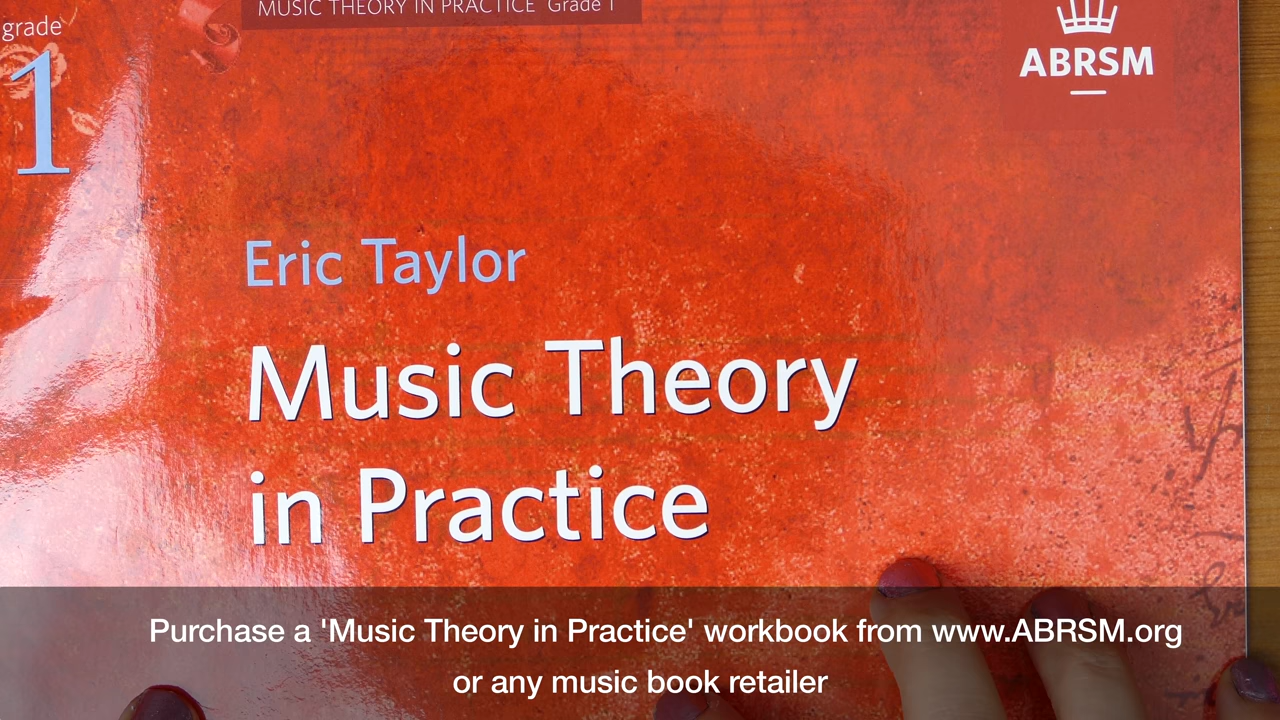 MUSIC THEORY IN PRACTICE Grade 1
grade
1
ABRSM
Eric Taylor
Music Theory
in Practice
Purchase a 'Music Theory in Practice' workbook from www.ABRSM.org
or any music book retailer